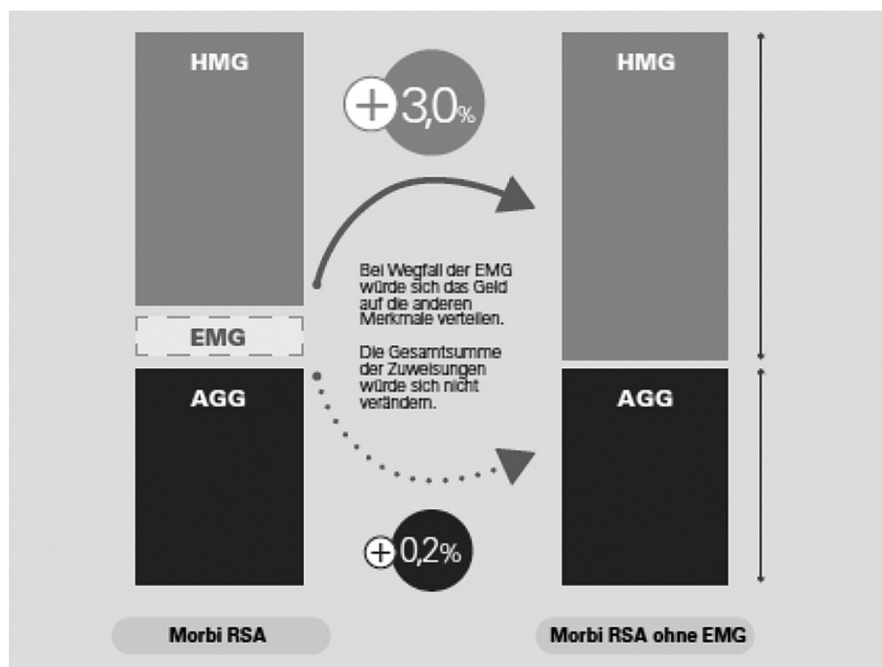 HMG
+3,0%
HMG
Bei Wegfall der EMG
würde sich das Geld
auf die anderen
Merkmale verteilen.
Die Gesamtsumme
der Zuweisungen
würde sich nicht
verändern.
EMG
AGG
AGG
+0,2%
Morbi RSA
Morbi RSA ohne EMG